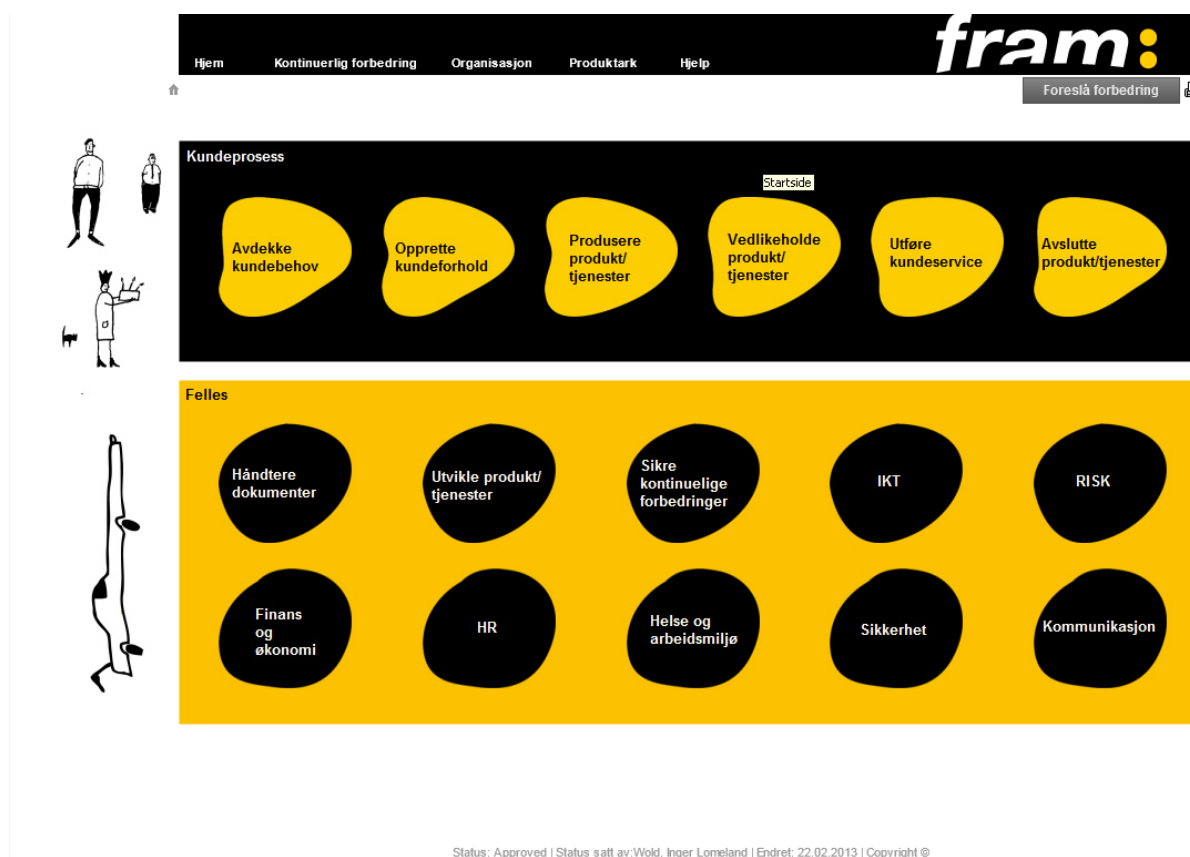 fram:
Hjem Kontinuerlig forbedring Organisasjon Produktark Hjelp
Foreslå forbedring
Kundeprosess
Startside
Avdekke
kundebehov
Opprette
kundeforhold
Produsere
produkt/
tjenester
Vedlikeholde
produkt/
tjenester
Utføre
kundeservice
Avslutte
produkt/tjenester
Felles
Håndtere
dokumenter
Utvikle produkt/
tjenester
Sikre
kontinuelige
forbedringer
IKT
RISK
Finans
og
økonomi
HR
Helse og
arbeidsmiljø
Sikkerhet
Kommunikasjon
Status: Approved | Status satt av:Wold, Inger Lomeland | Endret: 22.02.2013 | Copyright ©